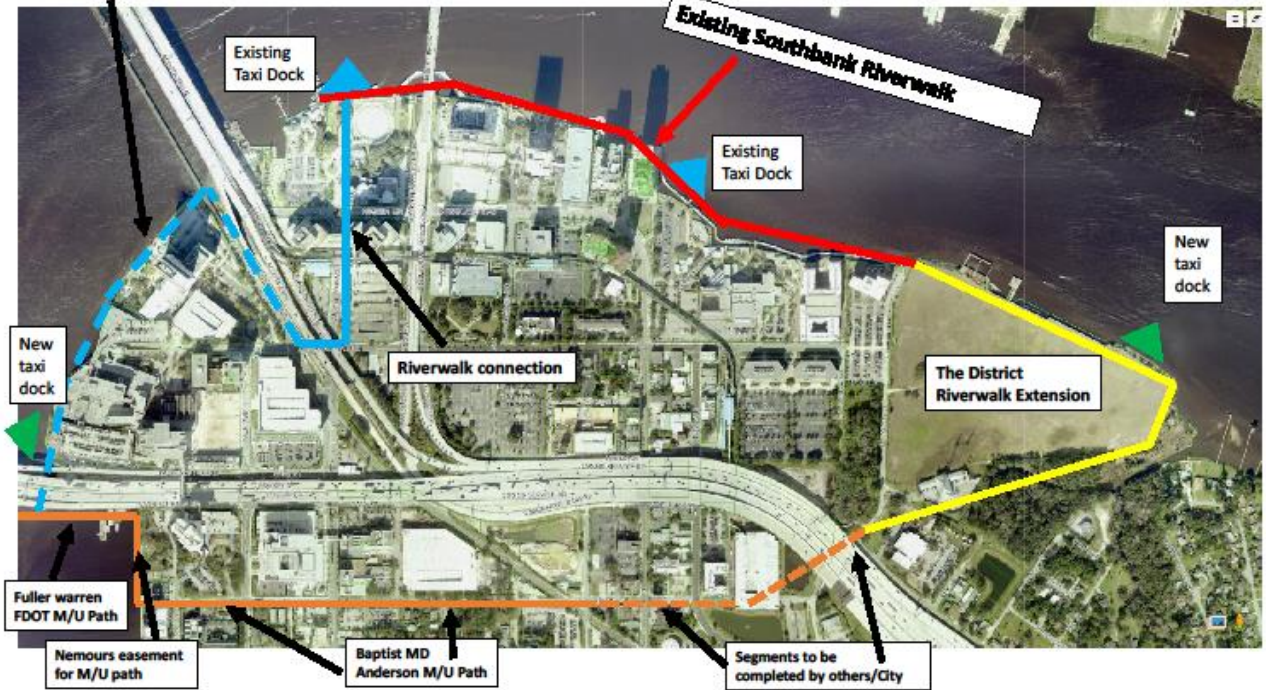 Existing
Taxi Dock
Existing Southbank Riverwalk
Existing
Taxi Dock
New
taxi
dock
New
taxi
dock
Riverwalk connection
The District
Riverwalk Extension
Fuller warren
FDOT M/U Path
Nemours easement
for M/U path
Baptist MD
Anderson M/U Path
Segments to be
completed by others/City